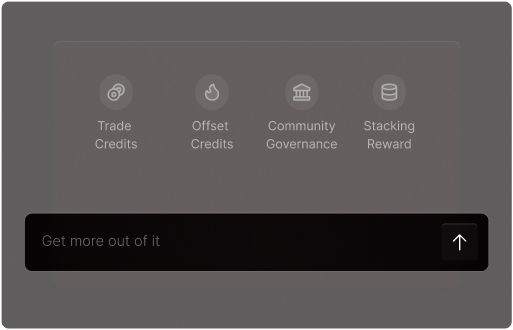 Trade
Credits
Offset
Credits
Community
Governance
Stacking
Reward
Get more out of it